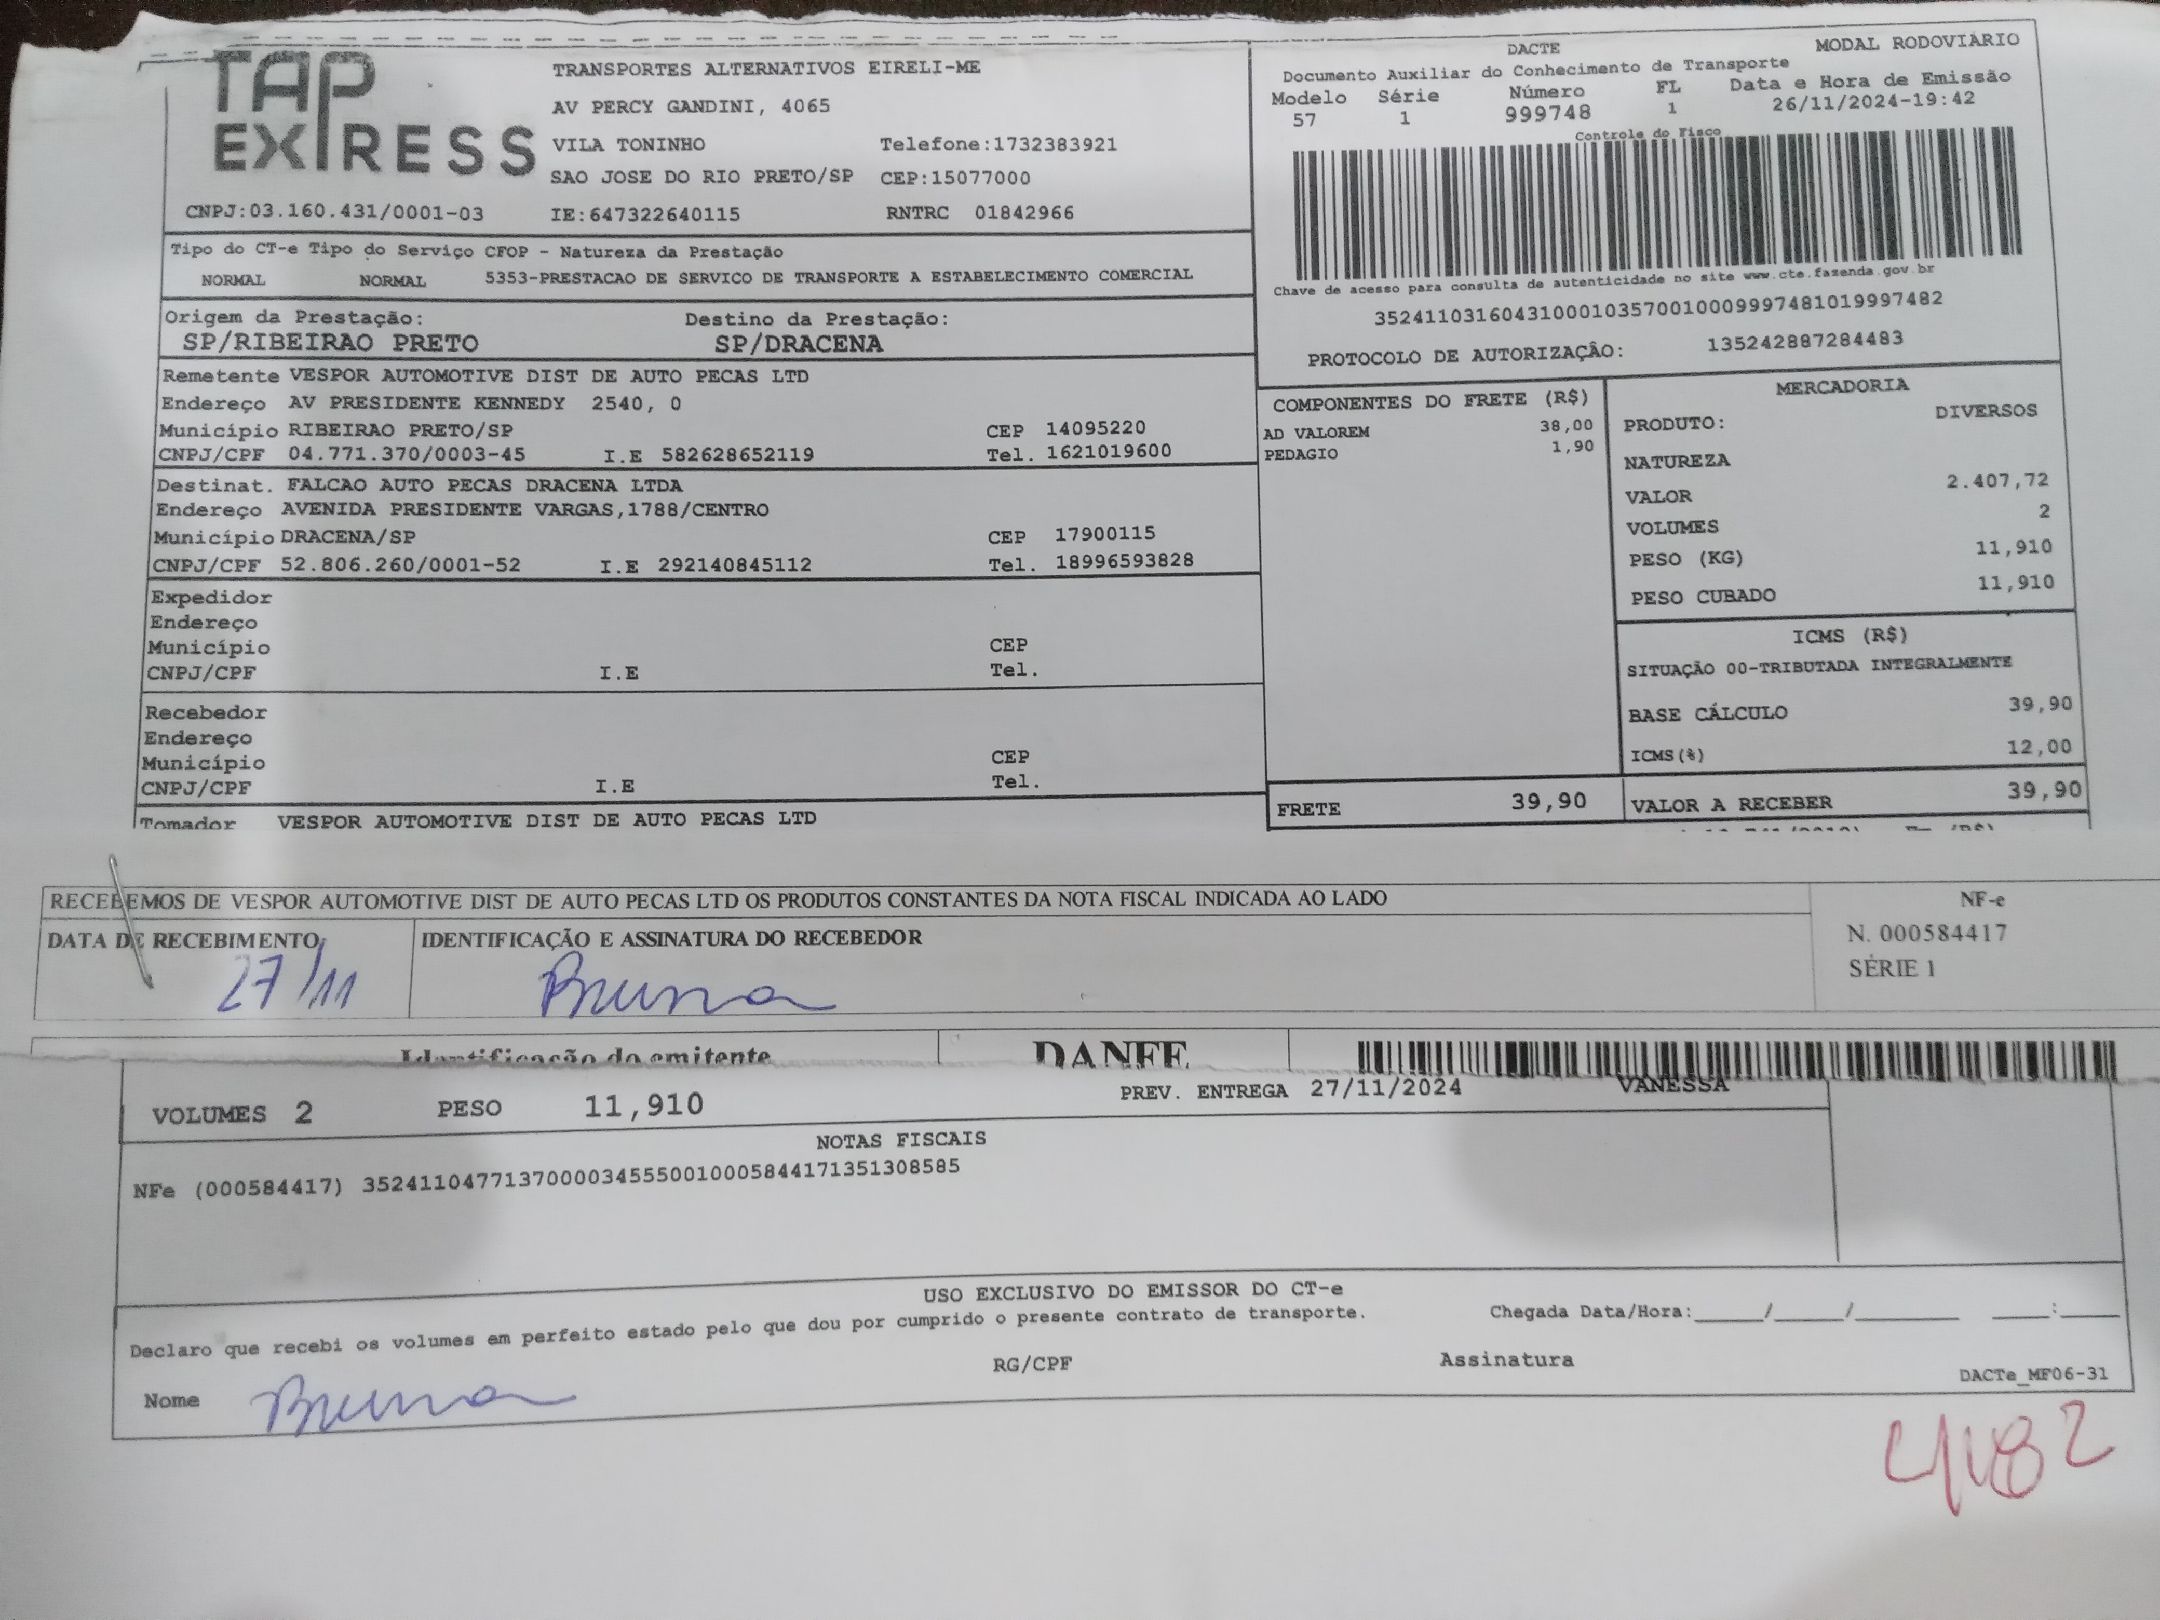 TAP EXPRESS
TRANSPORTES ALTERNATIVOS EIRELI-ME
AV PERCY GANDINI, 4065
VILA TONINHO Telefone:1732383921
SAO JOSE DO RIO PRETO/SP CEP:15077000
CNPJ:03.160.431/0001-03 IE:647322640115 RNTRC 01842966
DACTE MODAL RODOVIÁRIO
Documento Auxiliar do Conhecimento de Transporte
Modelo Série Número FL Data e Hora de Emissão
57 1 999748 1 26/11/2024-19:42
Controle do Fisco
Chave de acesso para consulta de autenticidade no site www.cte.fazenda.gov.br
35241103160431000103570010009997481019997482
PROTOCOLO DE AUTORIZAÇÃO: 135242887284483
Tipo do CT-e Tipo do Serviço CFOP - Natureza da Prestação
NORMAL NORMAL 5353-PRESTACAO DE SERVICO DE TRANSPORTE A ESTABELECIMENTO COMERCIAL
Origem da Prestação: Destino da Prestação:
SP/RIBEIRAO PRETO SP/DRACENA
Remetente VESPOR AUTOMOTIVE DIST DE AUTO PECAS LTD
Endereço AV PRESIDENTE KENNEDY 2540, 0
Município RIBEIRAO PRETO/SP CEP 14095220
CNPJ/CPF 04.771.370/0003-45 I.E 582628652119 Tel. 1621019600
Destinat. FALCAO AUTO PECAS DRACENA LTDA
Endereço AVENIDA PRESIDENTE VARGAS,1788/CENTRO
Município DRACENA/SP CEP 17900115
CNPJ/CPF 52.806.260/0001-52 I.E 292140845112 Tel. 18996593828
Expedidor
Endereço
Município CEP
CNPJ/CPF I.E Tel.
Recebedor
Endereço
Município CEP
CNPJ/CPF I.E Tel.
Tomador VESPOR AUTOMOTIVE DIST DE AUTO PECAS LTD
COMPONENTES DO FRETE (R$)
AD VALOREM 38,00
PEDAGIO 1,90
FRETE 39,90
MERCADORIA
PRODUTO: DIVERSOS
NATUREZA
VALOR 2.407,72
VOLUMES 2
PESO (KG) 11,910
PESO CUBADO 11,910
ICMS (R$)
SITUAÇÃO 00-TRIBUTADA INTEGRALMENTE
BASE CÁLCULO 39,90
ICMS(%) 12,00
VALOR A RECEBER 39,90
RECEBEMOS DE VESPOR AUTOMOTIVE DIST DE AUTO PECAS LTD OS PRODUTOS CONSTANTES DA NOTA FISCAL INDICADA AO LADO
DATA DE RECEBIMENTO IDENTIFICAÇÃO E ASSINATURA DO RECEBEDOR
27/11 Bruna
NF-e
N. 000584417
SÉRIE 1
Identificação do emitente DANFE
VOLUMES 2 PESO 11,910 PREV. ENTREGA 27/11/2024 VANESSA
NOTAS FISCAIS
NFe (000584417) 35241104771370000345550010005844171351308585
USO EXCLUSIVO DO EMISSOR DO CT-e
Declaro que recebi os volumes em perfeito estado pelo que dou por cumprido o presente contrato de transporte. Chegada Data/Hora:_____/_____/________ ____:____
RG/CPF Assinatura
DACTe_MF06-31
Nome Bruna